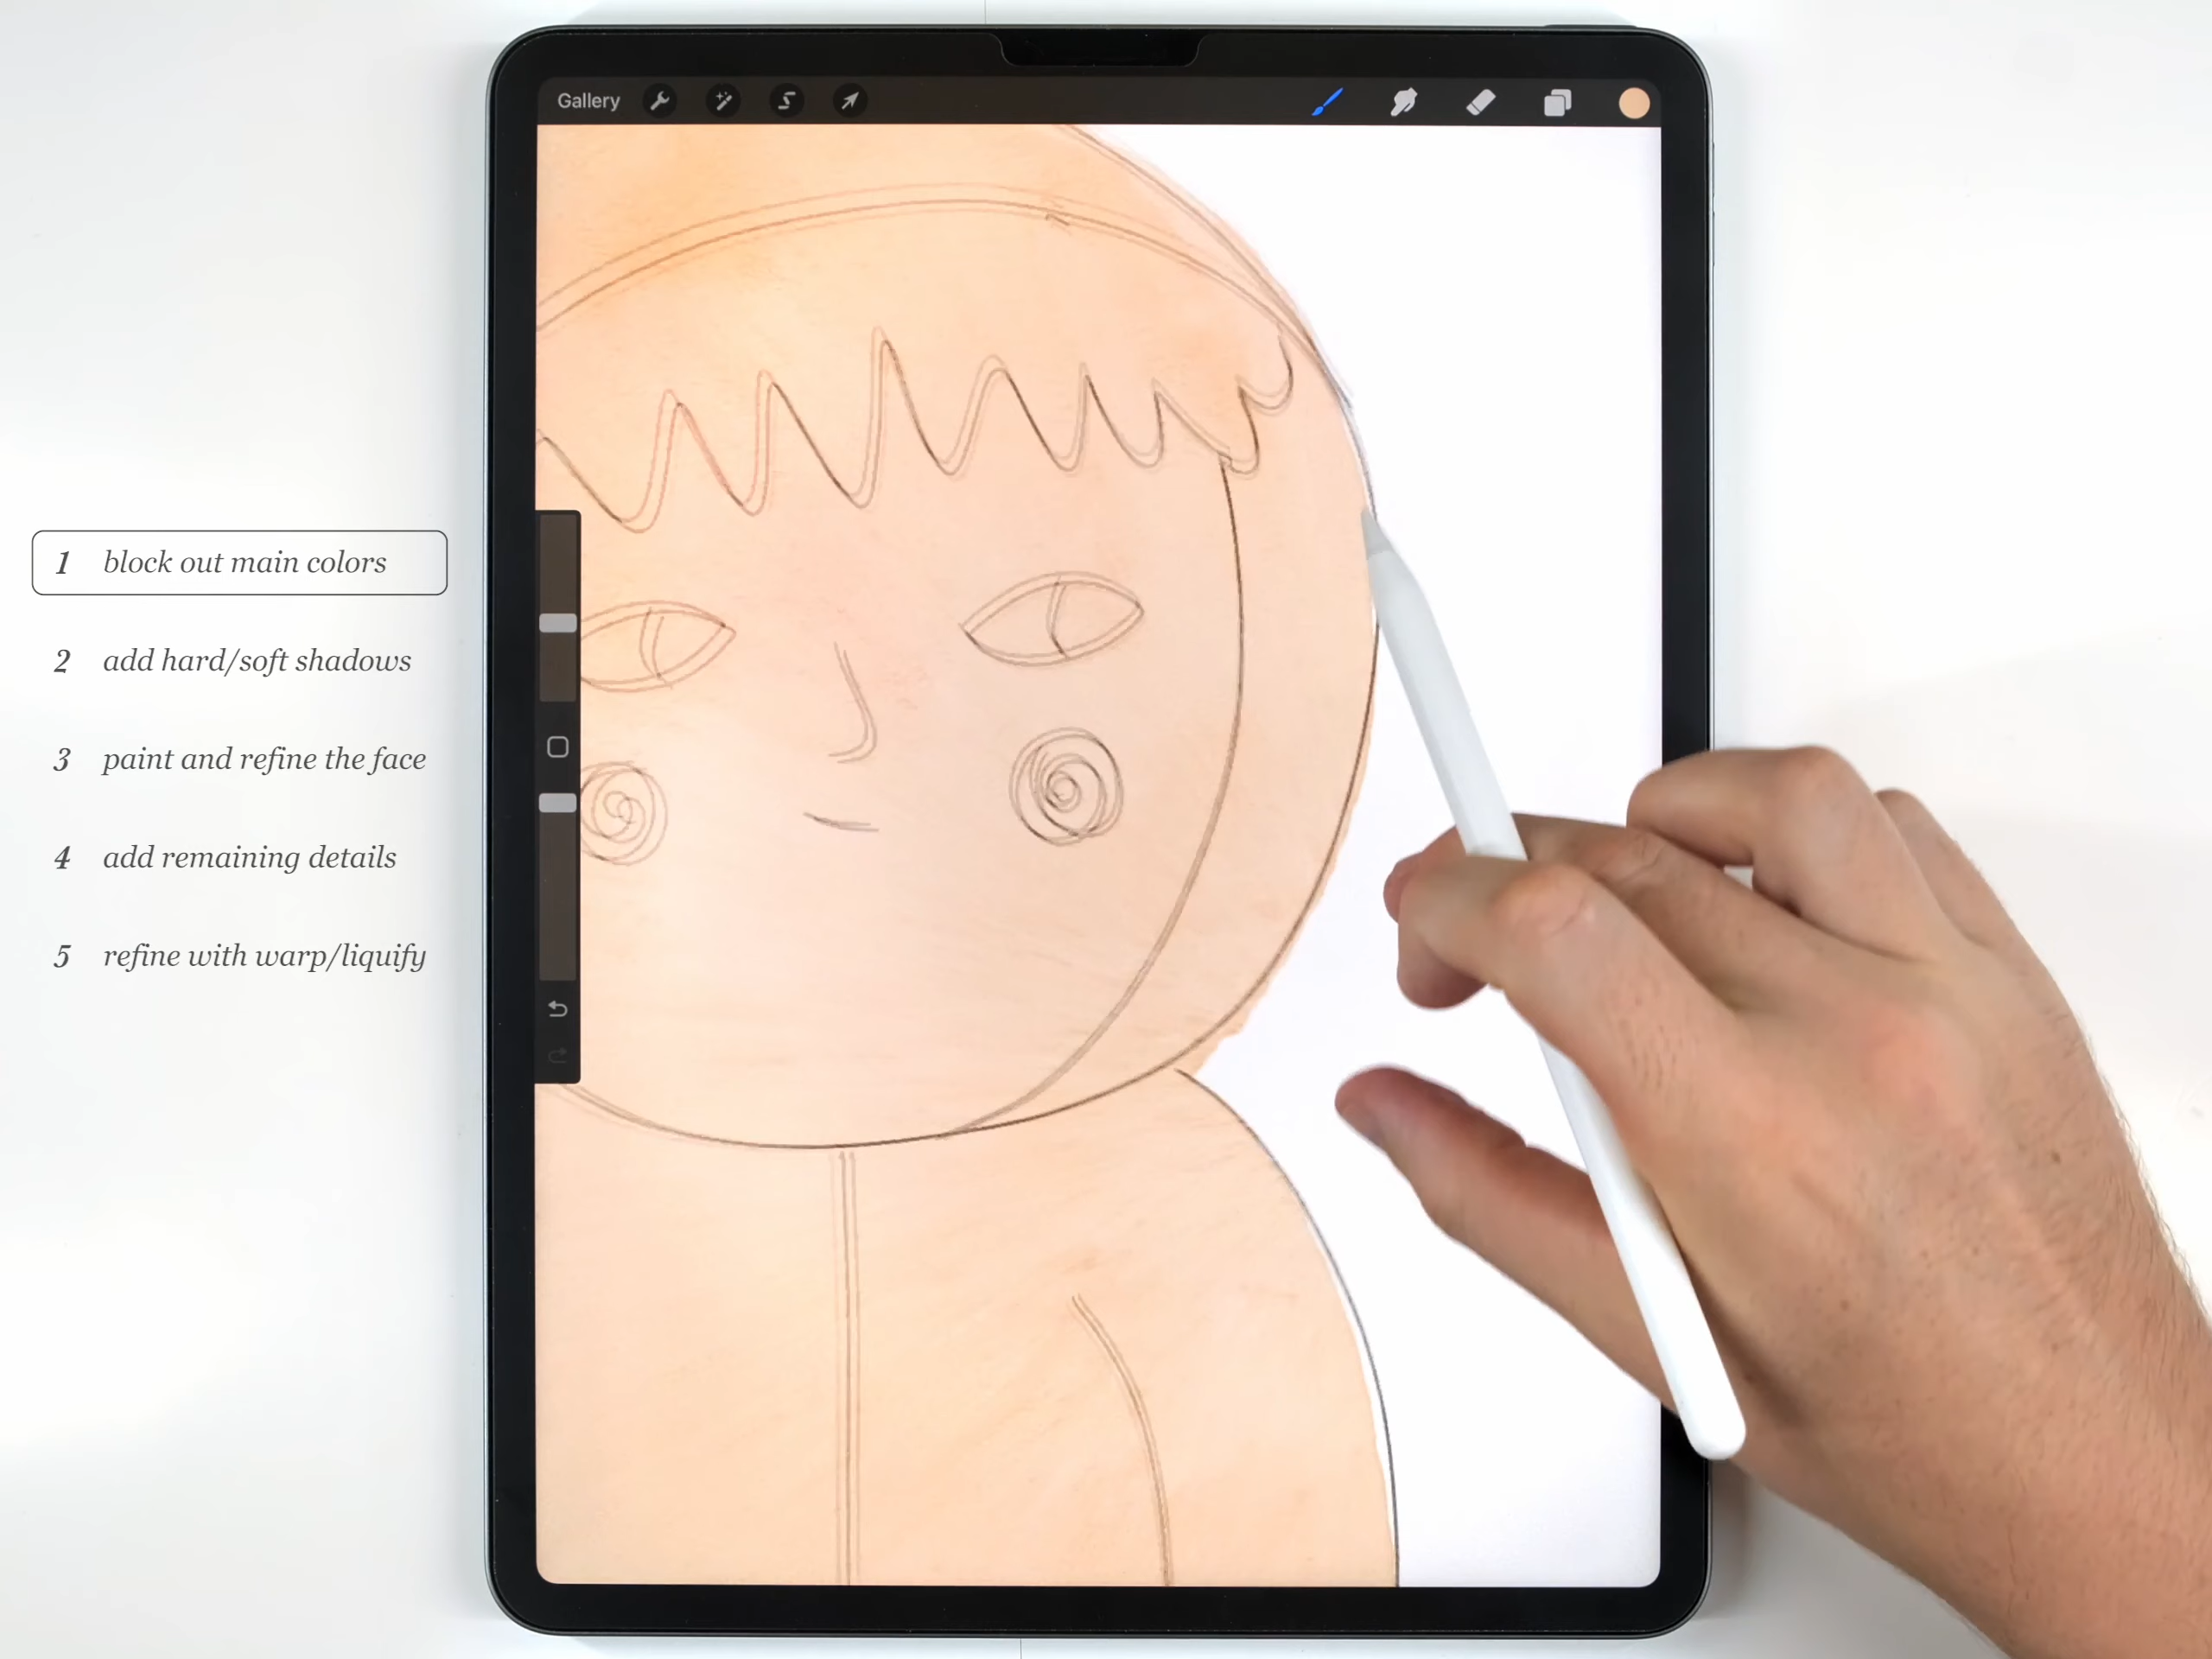 Gallery
1 block out main colors
2 add hard/soft shadows
3 paint and refine the face
4 add remaining details
5 refine with warp/liquify